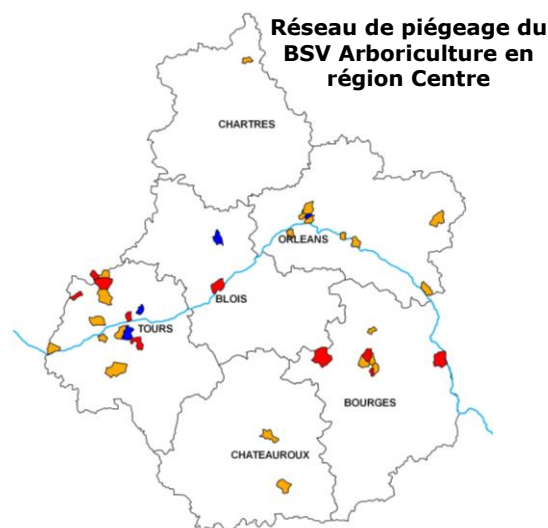 Réseau de piégeage du
BSV Arboriculture en
région Centre
CHARTRES
ORLEANS
BLOIS
TOURS
BOURGES
CHATEAUROUX